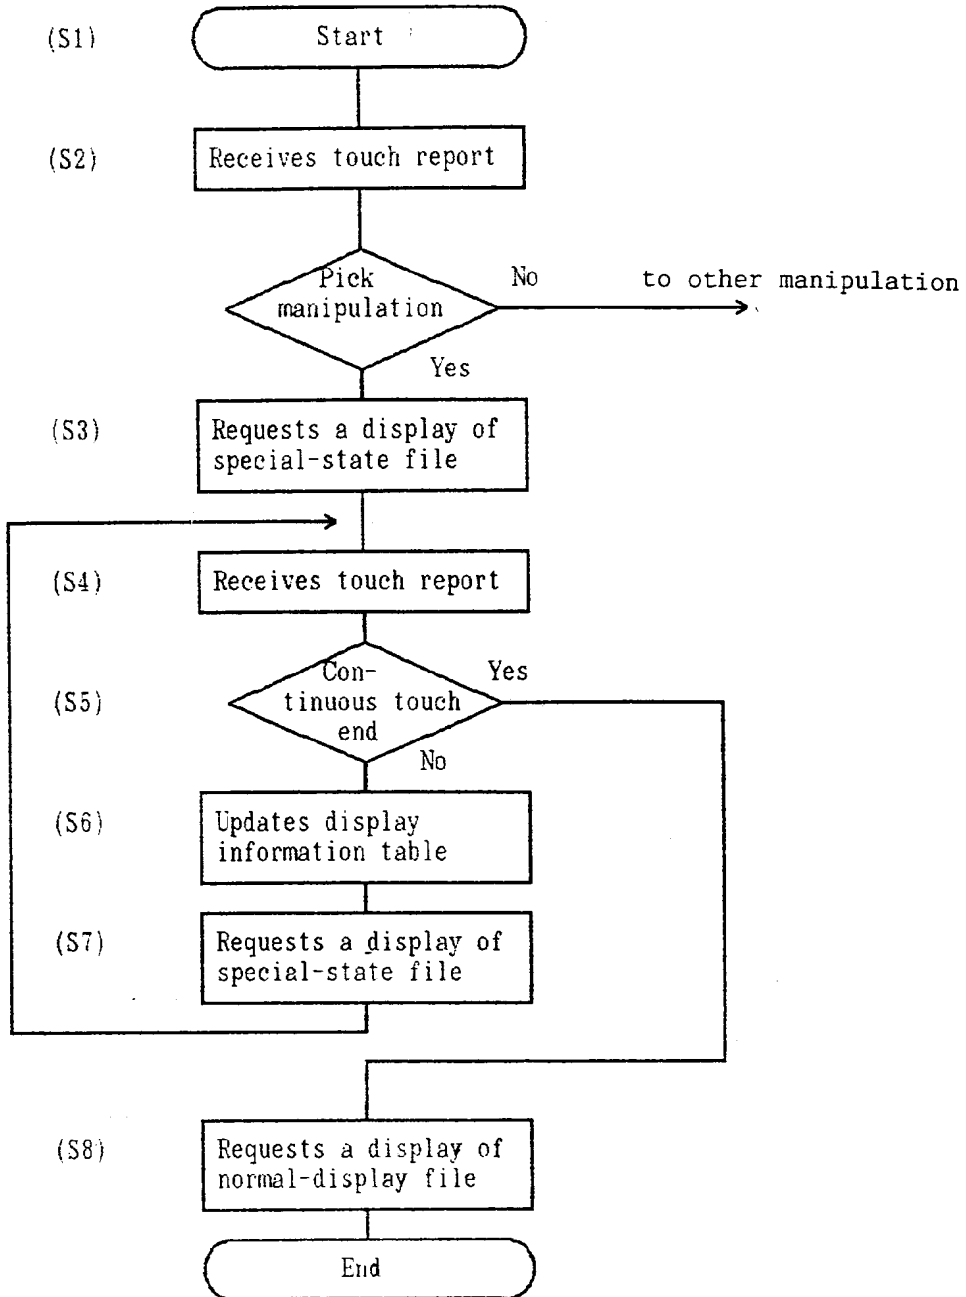 (S1)
Start
(S2)
Receives touch report
Pick
manipulation
No
to other manipulation
Yes
(S3)
Requests a display of
special-state file
(S4)
Receives touch report
(S5)
Con-
tinuous touch
end
Yes
No
(S6)
Updates display
information table
(S7)
Requests a display of
special-state file
(S8)
Requests a display of
normal-display file
End